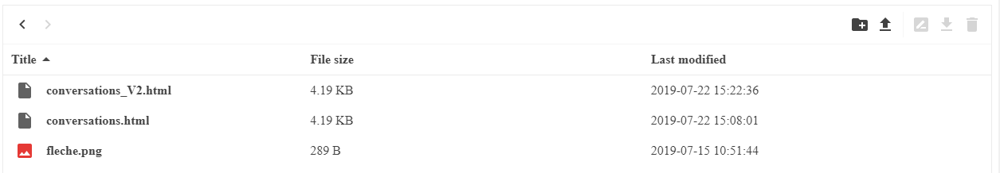 Title File size Last modified
conversations_V2.html 4.19 KB 2019-07-22 15:22:36
conversations.html 4.19 KB 2019-07-22 15:08:01
fleche.png 289 B 2019-07-15 10:51:44